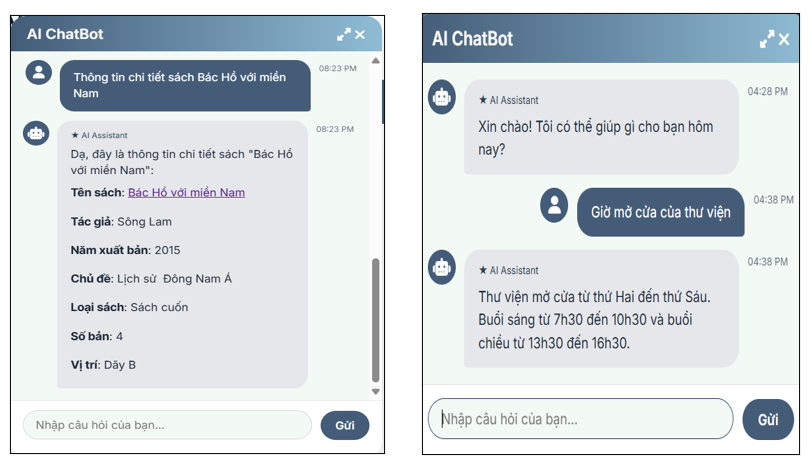 AI ChatBot
Thông tin chi tiết sách Bác Hồ với miền
Nam
08:23 PM
★ AI Assistant
08:23 PM
Dạ, đây là thông tin chi tiết sách "Bác Hồ
với miền Nam":
Tên sách: Bác Hồ với miền Nam
Tác giả: Sông Lam
Năm xuất bản: 2015
Chủ đề: Lịch sử Đông Nam Á
Loại sách: Sách cuốn
Số bản: 4
Vị trí: Dãy B
Nhập câu hỏi của bạn...
Gửi
AI ChatBot
★ AI Assistant
04:28 PM
Xin chào! Tôi có thể giúp gì cho bạn hôm
nay?
Giờ mở cửa của thư viện
04:38 PM
★ AI Assistant
04:38 PM
Thư viện mở cửa từ thứ Hai đến thứ Sáu.
Buổi sáng từ 7h30 đến 10h30 và buổi
chiều từ 13h30 đến 16h30.
Nhập câu hỏi của bạn...
Gửi